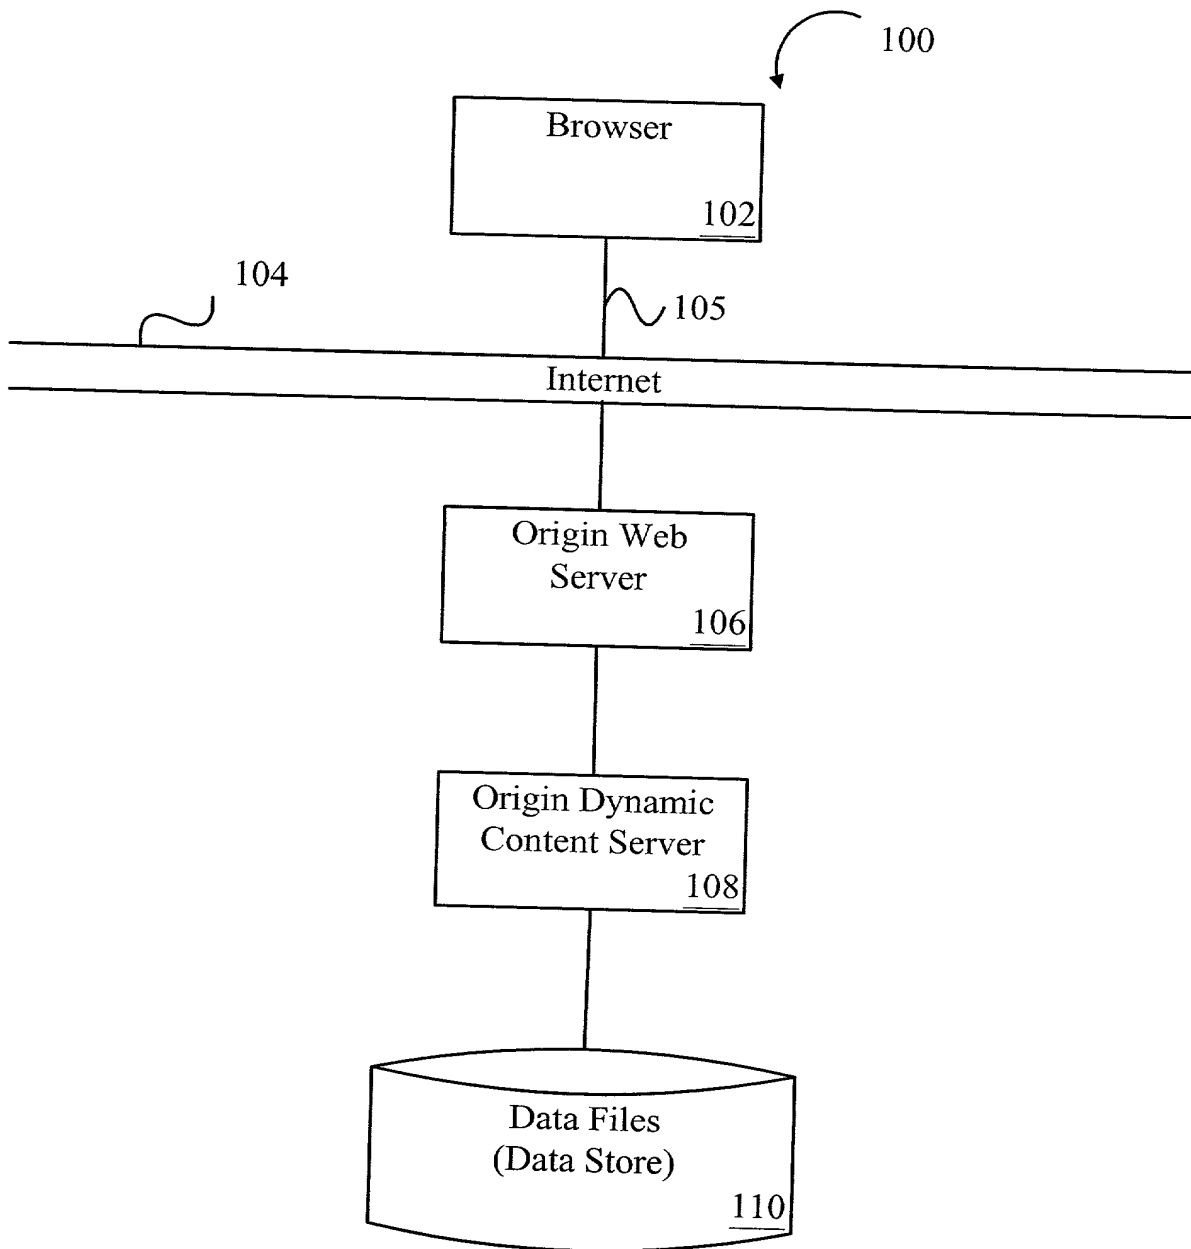 100
Browser
102
104
105
Internet
Origin Web
Server
106
Origin Dynamic
Content Server
108
Data Files
(Data Store)
110